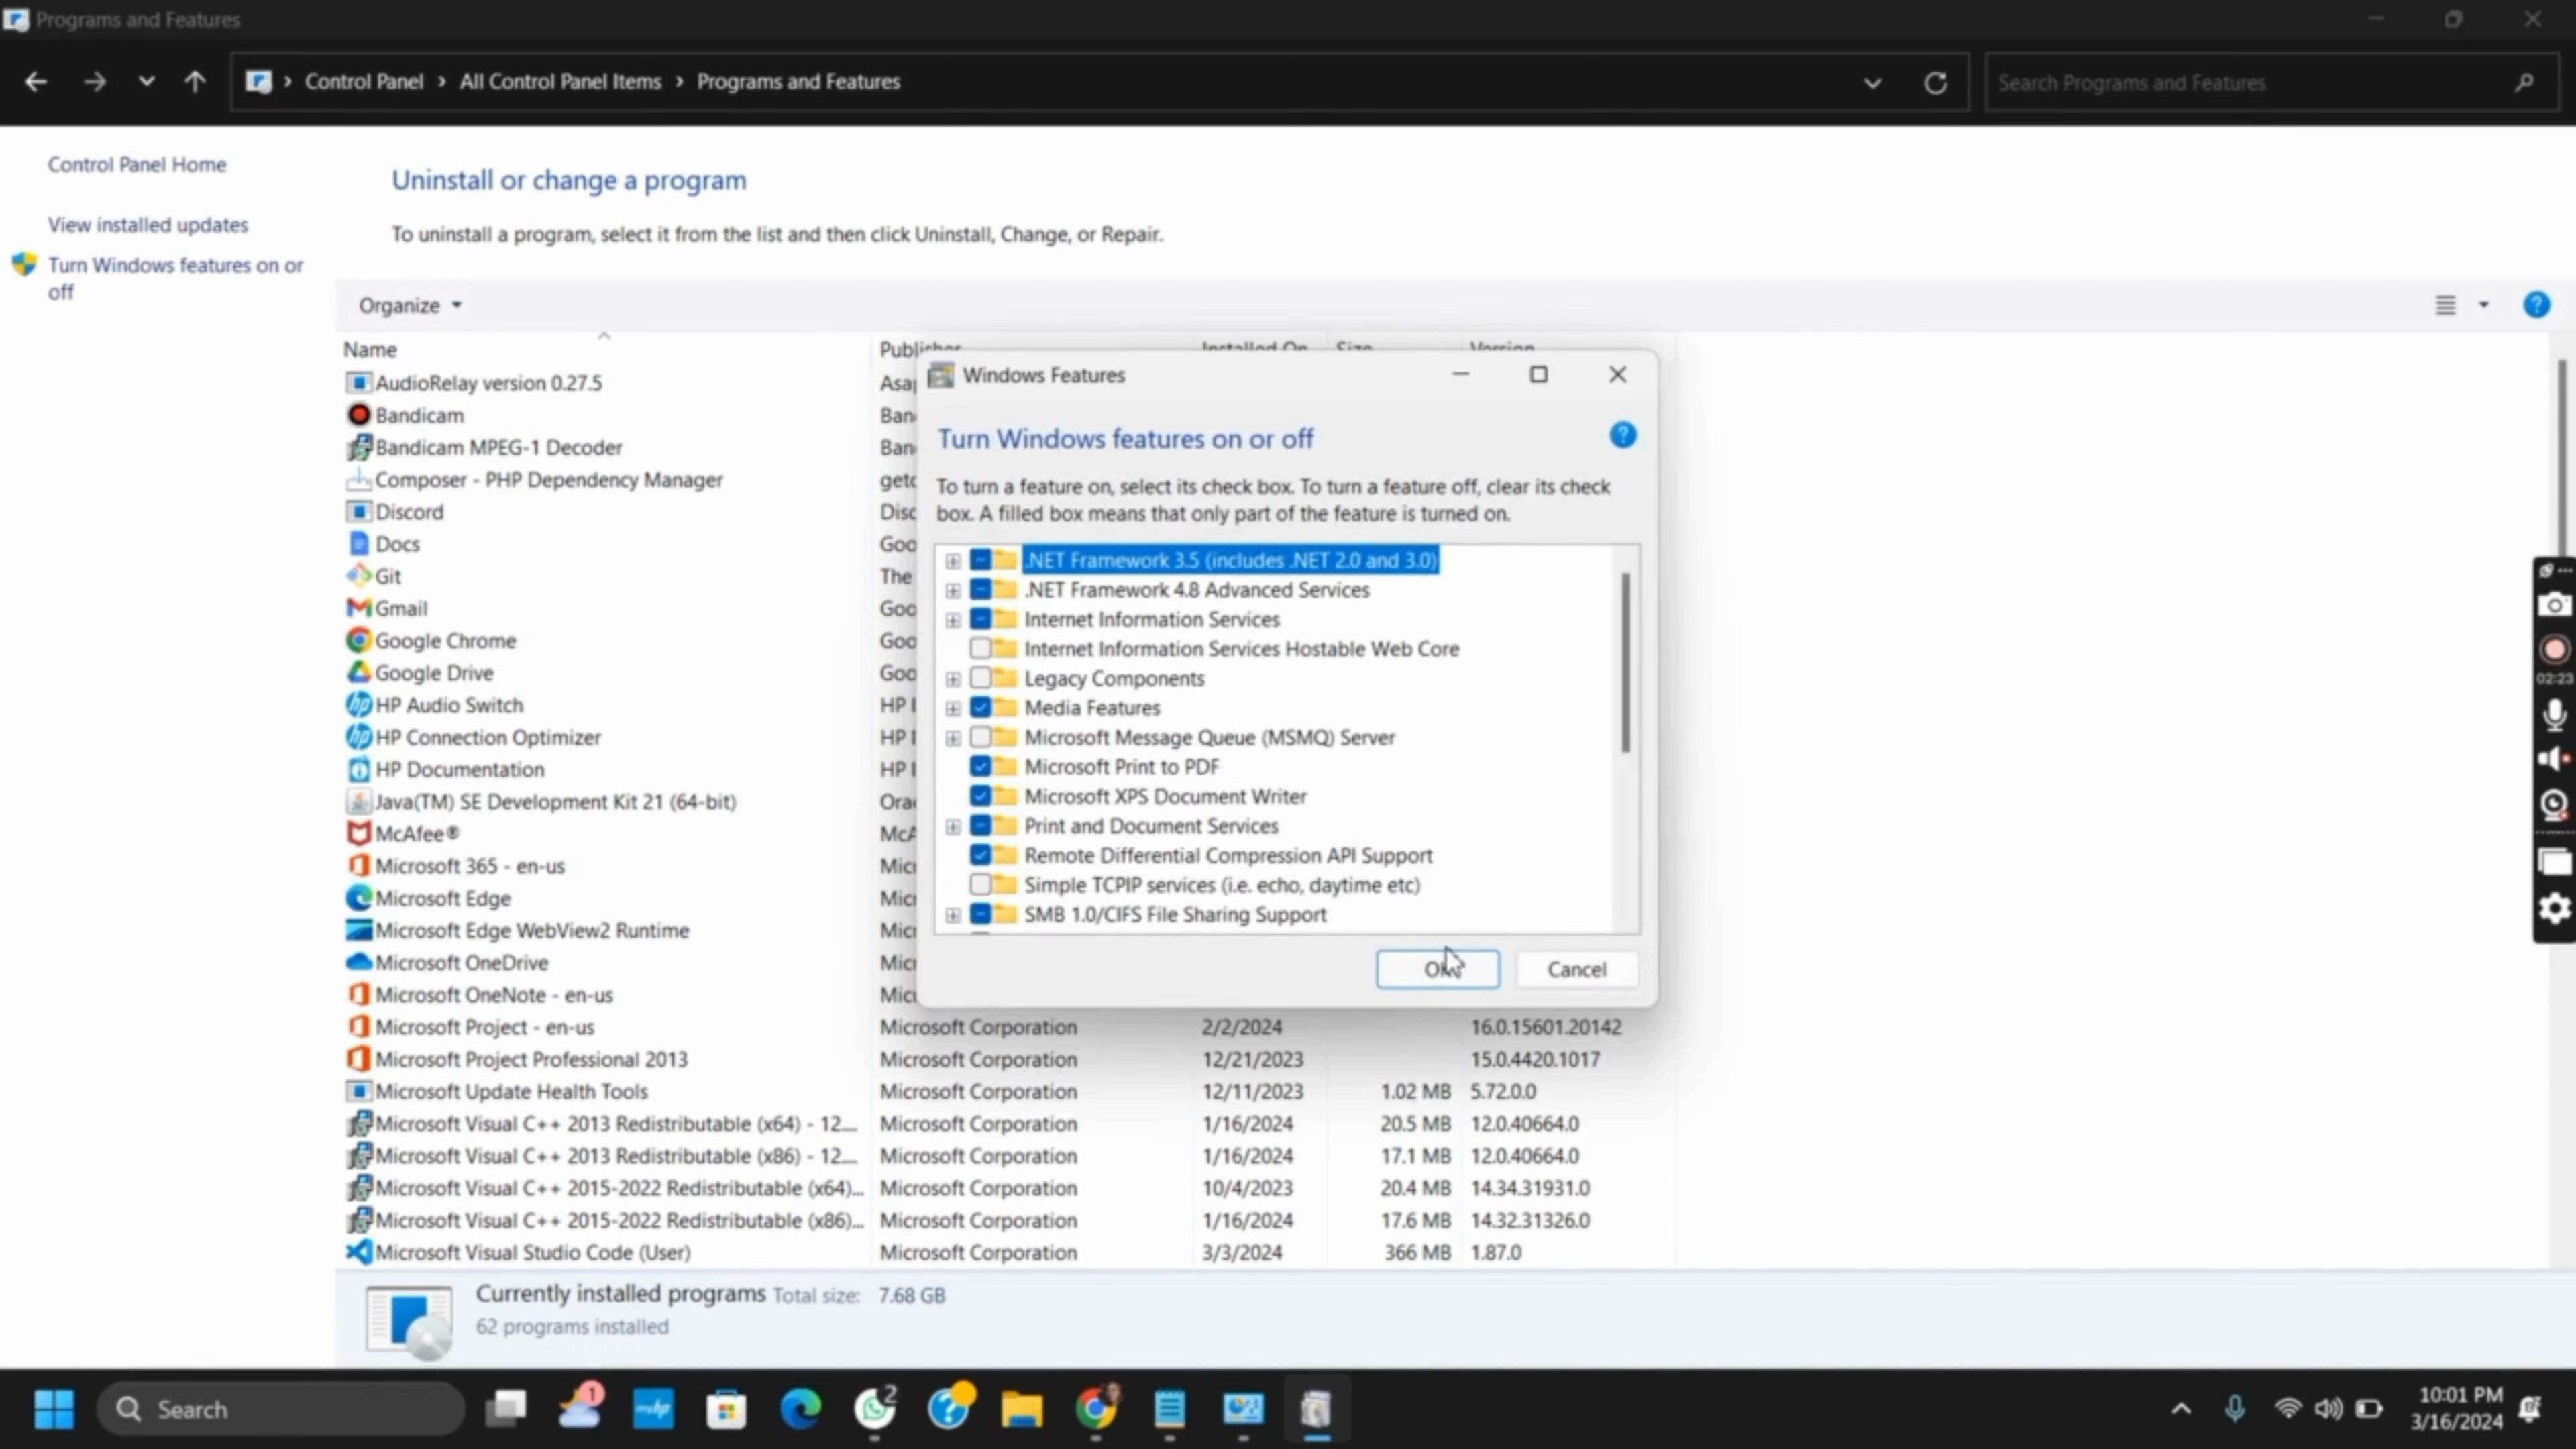 Programs and Features
Control Panel › All Control Panel Items › Programs and Features
Search Programs and Features
Control Panel Home
View installed updates
Turn Windows features on or
off
Uninstall or change a program
To uninstall a program, select it from the list and then click Uninstall, Change, or Repair.
Organize
Name
AudioRelay version 0.27.5
Bandicam
Bandicam MPEG-1 Decoder
Composer - PHP Dependency Manager
Discord
Docs
Git
Gmail
Google Chrome
Google Drive
HP Audio Switch
HP Connection Optimizer
HP Documentation
Java(TM) SE Development Kit 21 (64-bit)
McAfee®
Microsoft 365 - en-us
Microsoft Edge
Microsoft Edge WebView2 Runtime
Microsoft OneDrive
Microsoft OneNote - en-us
Microsoft Project - en-us Microsoft Corporation 2/2/2024 16.0.15601.20142
Microsoft Project Professional 2013 Microsoft Corporation 12/21/2023 15.0.4420.1017
Microsoft Update Health Tools Microsoft Corporation 12/11/2023 1.02 MB 5.72.0.0
Microsoft Visual C++ 2013 Redistributable (x64) - 12.... Microsoft Corporation 1/16/2024 20.5 MB 12.0.40664.0
Microsoft Visual C++ 2013 Redistributable (x86) - 12.... Microsoft Corporation 1/16/2024 17.1 MB 12.0.40664.0
Microsoft Visual C++ 2015-2022 Redistributable (x64)... Microsoft Corporation 10/4/2023 20.4 MB 14.34.31931.0
Microsoft Visual C++ 2015-2022 Redistributable (x86)... Microsoft Corporation 1/16/2024 17.6 MB 14.32.31326.0
Microsoft Visual Studio Code (User) Microsoft Corporation 3/3/2024 366 MB 1.87.0
Windows Features
Turn Windows features on or off
To turn a feature on, select its check box. To turn a feature off, clear its check
box. A filled box means that only part of the feature is turned on.
.NET Framework 3.5 (includes .NET 2.0 and 3.0)
.NET Framework 4.8 Advanced Services
Internet Information Services
Internet Information Services Hostable Web Core
Legacy Components
Media Features
Microsoft Message Queue (MSMQ) Server
Microsoft Print to PDF
Microsoft XPS Document Writer
Print and Document Services
Remote Differential Compression API Support
Simple TCPIP services (i.e. echo, daytime etc)
SMB 1.0/CIFS File Sharing Support
OK
Cancel
02:23
Currently installed programs Total size: 7.68 GB
62 programs installed
Search
1
myhp
2
10:01 PM
3/16/2024